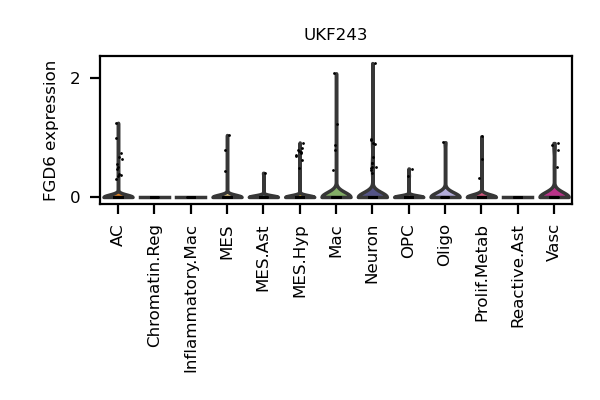 UKF243
FGD6 expression
2
0
AC
Chromatin.Reg
Inflammatory.Mac
MES
MES.Ast
MES.Hyp
Mac
Neuron
OPC
Oligo
Prolif.Metab
Reactive.Ast
Vasc